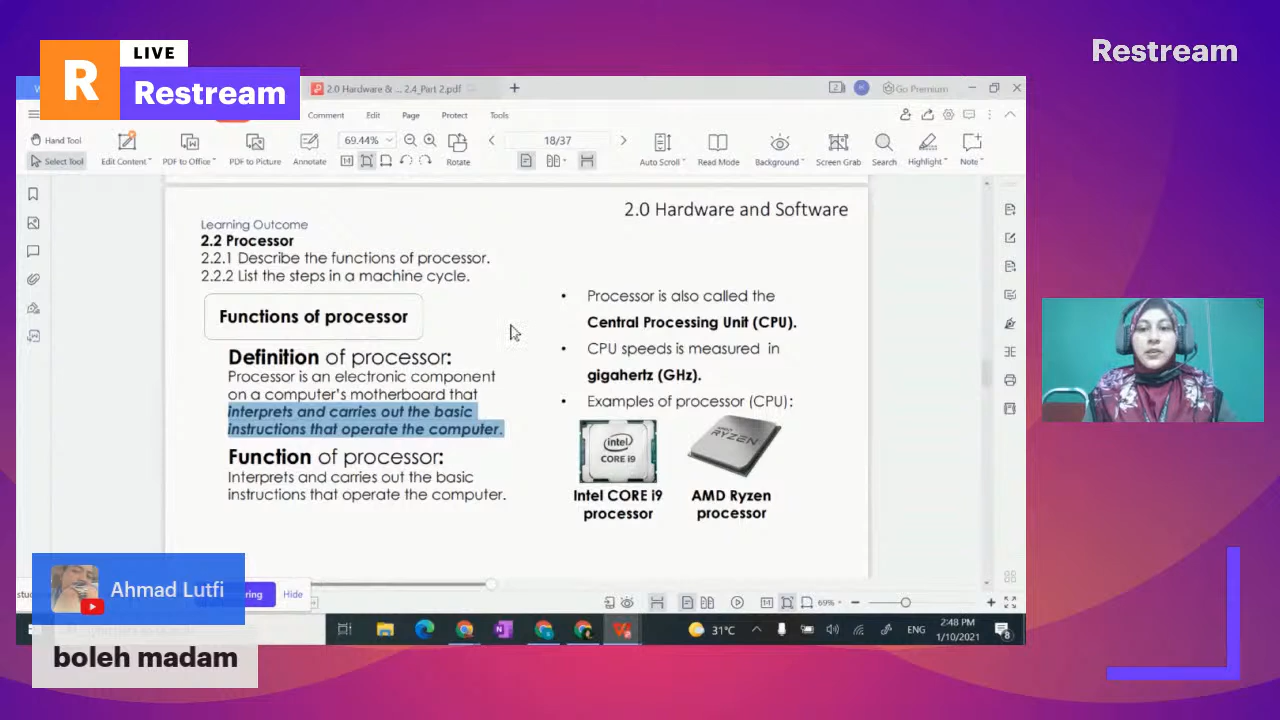 R
LIVE
Restream
Restream
2.0 Hardware & ... 2.4_Part 2.pdf
Go Premium
Comment Edit Page Protect Tools
Hand Tool
Select Tool
Edit Content
PDF to Office
PDF to Picture
Annotate
69.44%
Rotate
18/37
Auto Scroll
Read Mode
Background
Screen Grab
Search
Highlight
Note
2.0 Hardware and Software
Learning Outcome
2.2 Processor
2.2.1 Describe the functions of processor.
2.2.2 List the steps in a machine cycle.
Functions of processor
Definition of processor:
Processor is an electronic component
on a computer's motherboard that
interprets and carries out the basic
instructions that operate the computer.
Function of processor:
Interprets and carries out the basic
instructions that operate the computer.
• Processor is also called the
Central Processing Unit (CPU).
• CPU speeds is measured in
gigahertz (GHz).
• Examples of processor (CPU):
intel
CORE i9
AMD
RYZEN
Intel CORE i9
processor
AMD Ryzen
processor
Hide
69%
31°C
ENG
2:48 PM
1/10/2021
8
Ahmad Lutfi
boleh madam